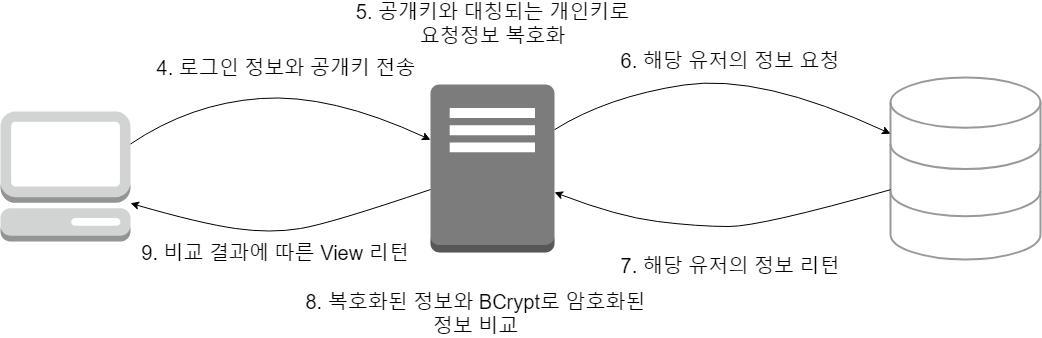 5. 공개키와 대칭되는 개인키로
요청정보 복호화
4. 로그인 정보와 공개키 전송
6. 해당 유저의 정보 요청
9. 비교 결과에 따른 View 리턴
7. 해당 유저의 정보 리턴
8. 복호화된 정보와 BCrypt로 암호화된
정보 비교